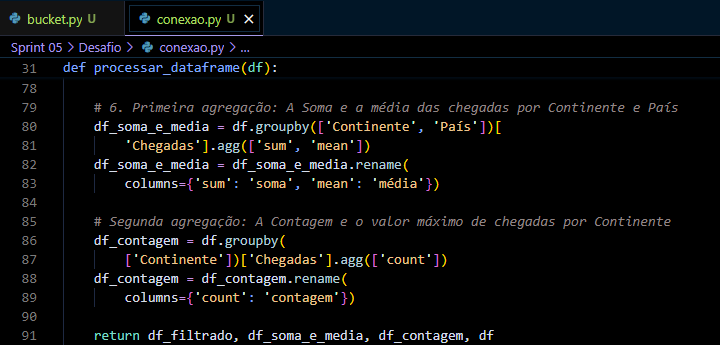 bucket.py U
conexao.py U
Sprint 05 > Desafio > conexao.py > ...
31 def processar_dataframe(df):
78
79 # 6. Primeira agregação: A Soma e a média das chegadas por Continente e País
80 df_soma_e_media = df.groupby(['Continente', 'País'])[
81 'Chegadas'].agg(['sum', 'mean'])
82 df_soma_e_media = df_soma_e_media.rename(
83 columns={'sum': 'soma', 'mean': 'média'})
84
85 # Segunda agregação: A Contagem e o valor máximo de chegadas por Continente
86 df_contagem = df.groupby(
87 ['Continente'])['Chegadas'].agg(['count'])
88 df_contagem = df_contagem.rename(
89 columns={'count': 'contagem'})
90
91 return df_filtrado, df_soma_e_media, df_contagem, df